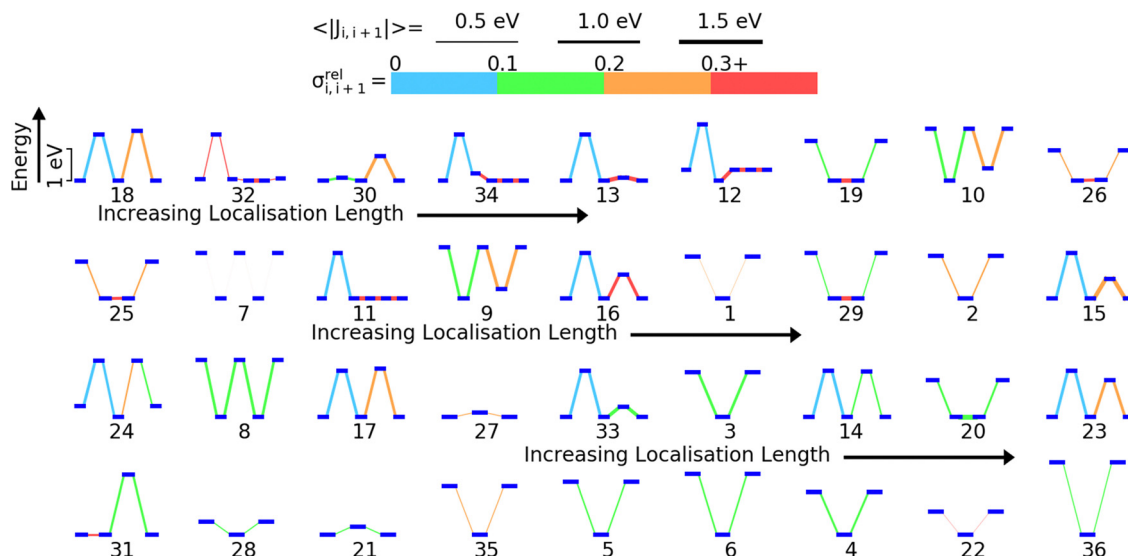 <|J i, i + 1|>= 0.5 eV 1.0 eV 1.5 eV
0 0.1 0.2 0.3+
σ rel i, i + 1 =
Energy
1 eV
18 32 30 34 13 12 19 10 26
Increasing Localisation Length
25 7 11 9 16 1 29 2 15
Increasing Localisation Length
24 8 17 27 33 3 14 20 23
Increasing Localisation Length
31 28 21 35 5 6 4 22 36